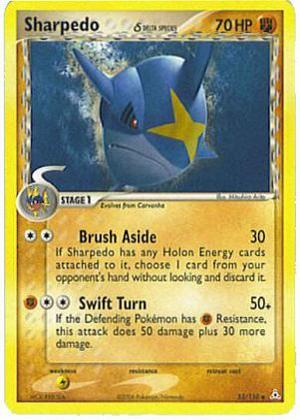 Sharpedo δ DELTA SPECIES 70 HP
Illus. Mitsuhiro Arita
STAGE 1
Evolves from Carvanha
Brush Aside 30
If Sharpedo has any Holon Energy cards
attached to it, choose 1 card from your
opponent's hand without looking and discard it.
Swift Turn 50+
If the Defending Pokémon has Resistance,
this attack does 50 damage plus 30 more
damage.
weakness resistance retreat cost